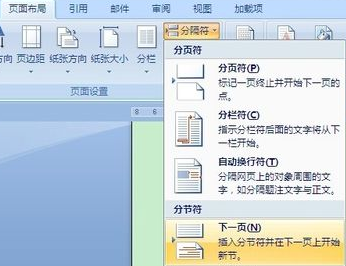 页面布局 引用 邮件 审阅 视图 加载项
分隔符
方向 页边距 纸张方向 纸张大小 分栏
页面设置
8 6
分页符
分页符(P)
标记一页终止并开始下一页的
点。
分栏符(C)
指示分栏符后面的文字将从下
一栏开始。
自动换行符(T)
分隔网页上的对象周围的文
字，如分隔题注文字与正文。
分节符
下一页(N)
插入分节符并在下一页上开始
新节。